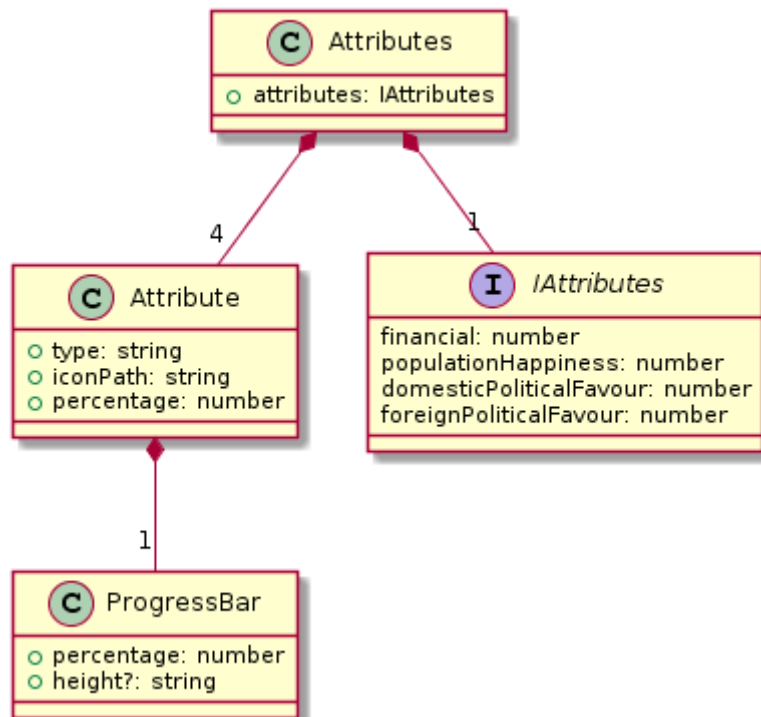 C Attributes
attributes: IAttributes
4
1
C Attribute
type: string
iconPath: string
percentage: number
I IAttributes
financial: number
populationHappiness: number
domesticPoliticalFavour: number
foreignPoliticalFavour: number
1
C ProgressBar
percentage: number
height?: string